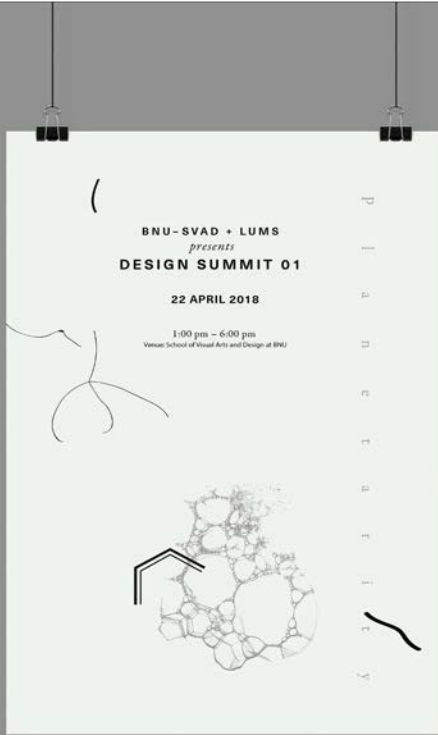 BNU-SVAD + LUMS
presents
DESIGN SUMMIT 01
22 APRIL 2018
1:00 pm – 6:00 pm
Venue: School of Visual Arts and Design at BNU
Planetarity